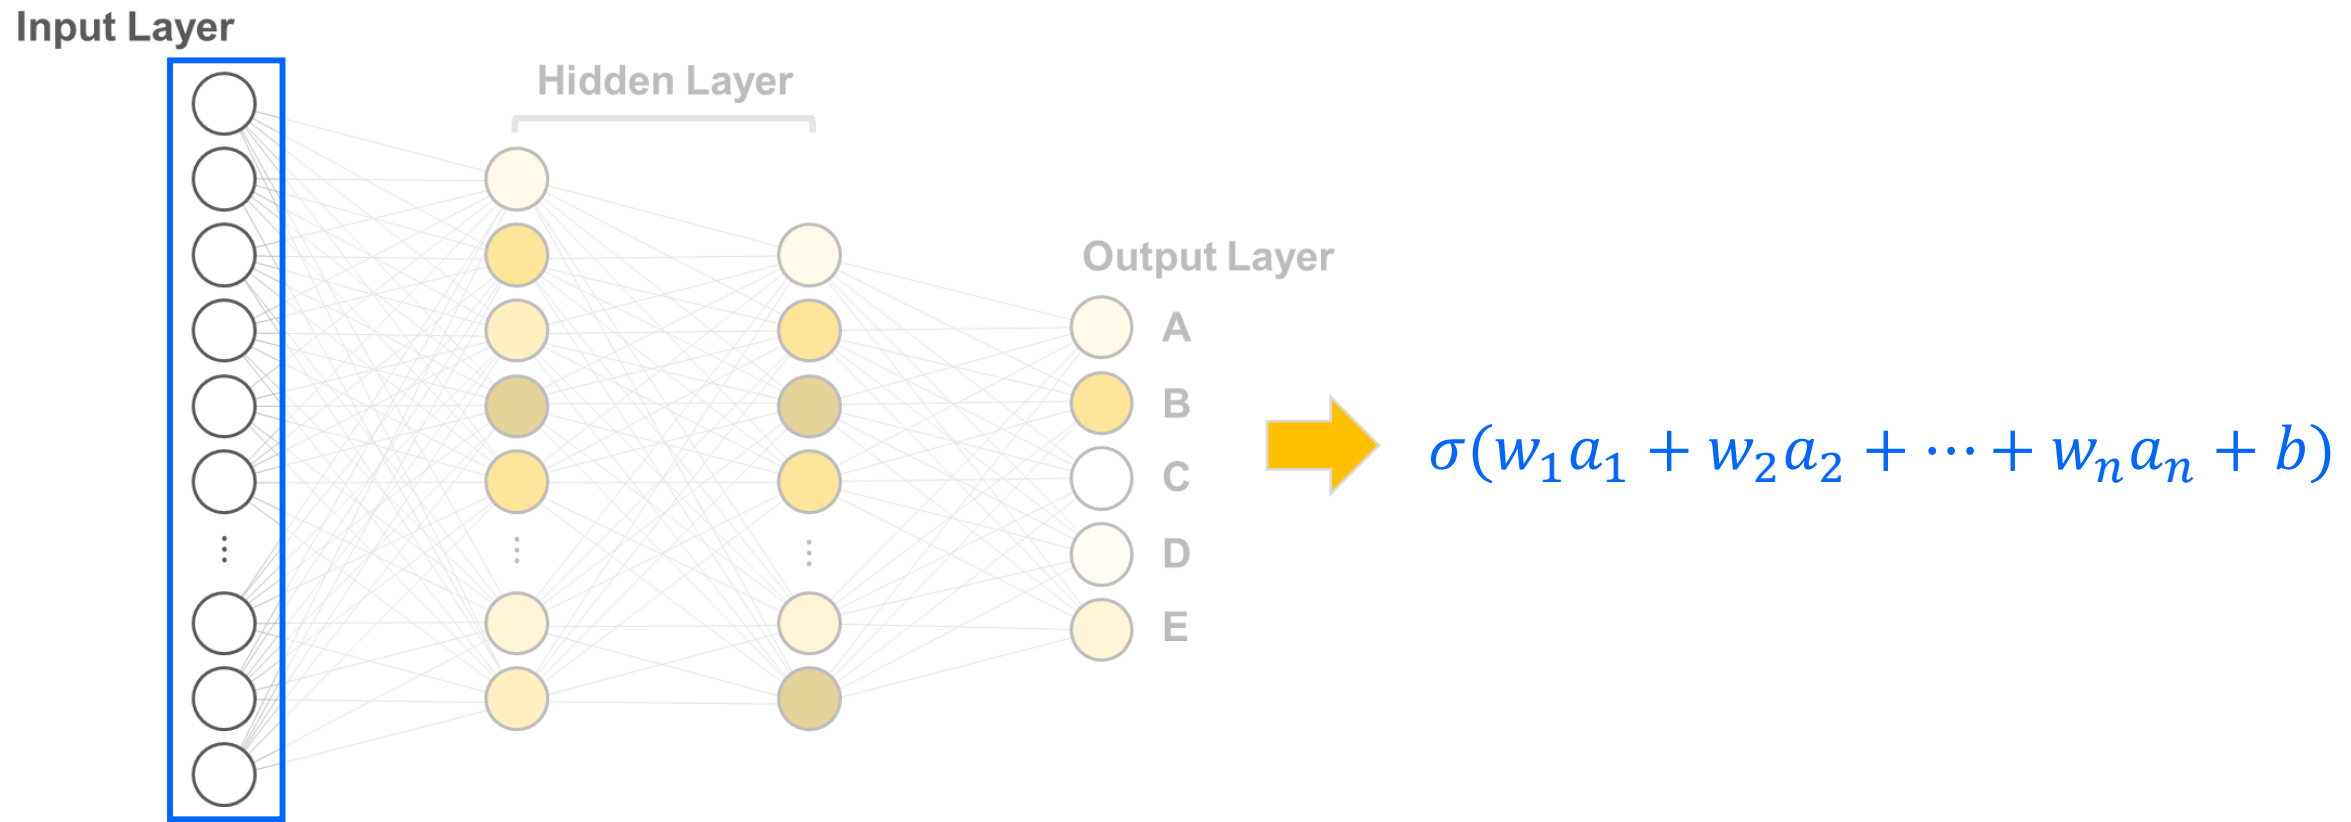 Input Layer
Hidden Layer
Output Layer
A
B
C
D
E
σ(w₁a₁ + w₂a₂ + ⋯ + wₙaₙ + b)